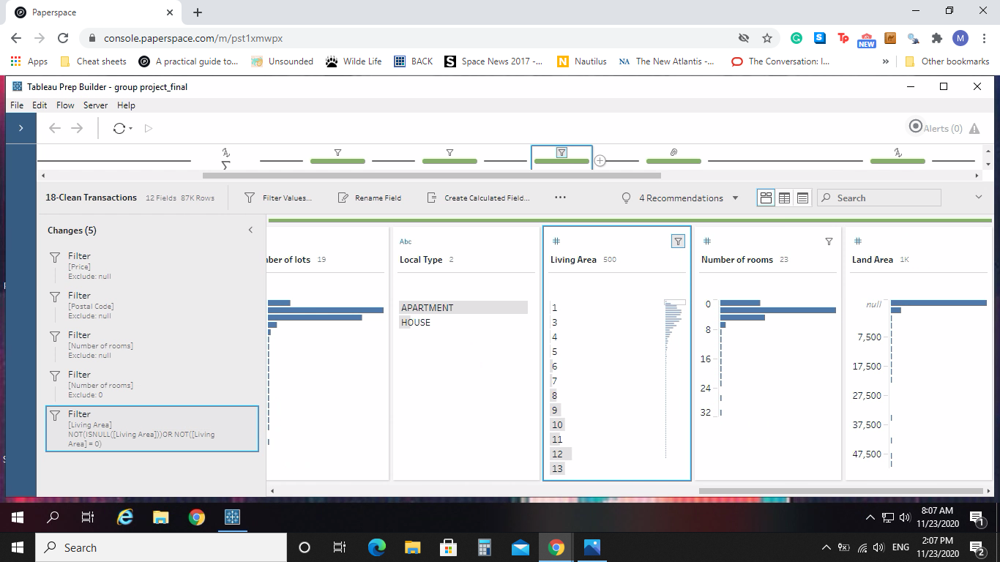 Paperspace
console.paperspace.com/m/pst1xmwpx
M
NEW
Apps Cheat sheets A practical guide to... Unsounded Wilde Life BACK Space News 2017 -... Nautilus NA The New Atlantis -... The Conversation: I... » Other bookmarks
Tableau Prep Builder - group project_final
File Edit Flow Server Help
Alerts (0)
18-Clean Transactions 12 Fields 87K Rows Filter Values... Rename Field Create Calculated Field... ··· 4 Recommendations Search
Changes (5)
Filter
[Price]
Exclude: null
Filter
[Postal Code]
Exclude: null
Filter
[Number of rooms]
Exclude: null
Filter
[Number of rooms]
Exclude: 0
Filter
[Living Area]
NOT(ISNULL([Living Area]))OR NOT([Living
Area] = 0)
ber of lots 19
Abc
Local Type 2
APARTMENT
HOUSE
#
Living Area 500
1
3
4
5
6
7
8
9
10
11
12
13
#
Number of rooms 23
0
8
16
24
32
#
Land Area 1K
null
7,500
17,500
27,500
37,500
47,500
8:07 AM
11/23/2020
1
Search
ENG
2:07 PM
11/23/2020
2